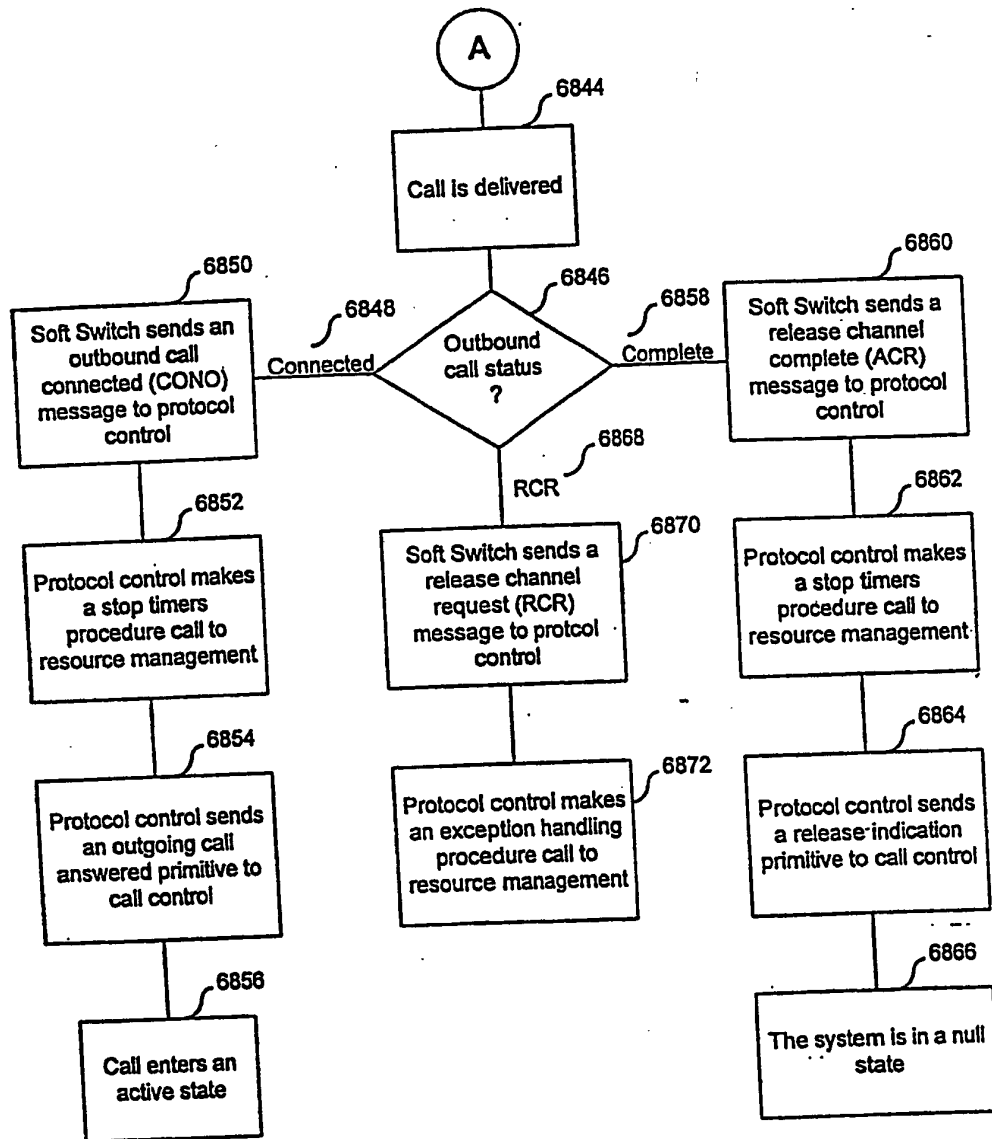 A
6844
Call is delivered
6850
Soft Switch sends an
outbound call
connected (CONO)
message to protocol
control
6848
Connected
6846
Outbound
call status
?
6858
Complete
6860
Soft Switch sends a
release channel
complete (ACR)
message to protocol
control
6868
RCR
6852
Protocol control makes
a stop timers
procedure call to
resource management
6870
Soft Switch sends a
release channel
request (RCR)
message to protcol
control
6862
Protocol control makes
a stop timers
procedure call to
resource management
6854
Protocol control sends
an outgoing call
answered primitive to
call control
6872
Protocol control makes
an exception handling
procedure call to
resource management
6864
Protocol control sends
a release-indication
primitive to call control
6856
Call enters an
active state
6866
The system is in a null
state